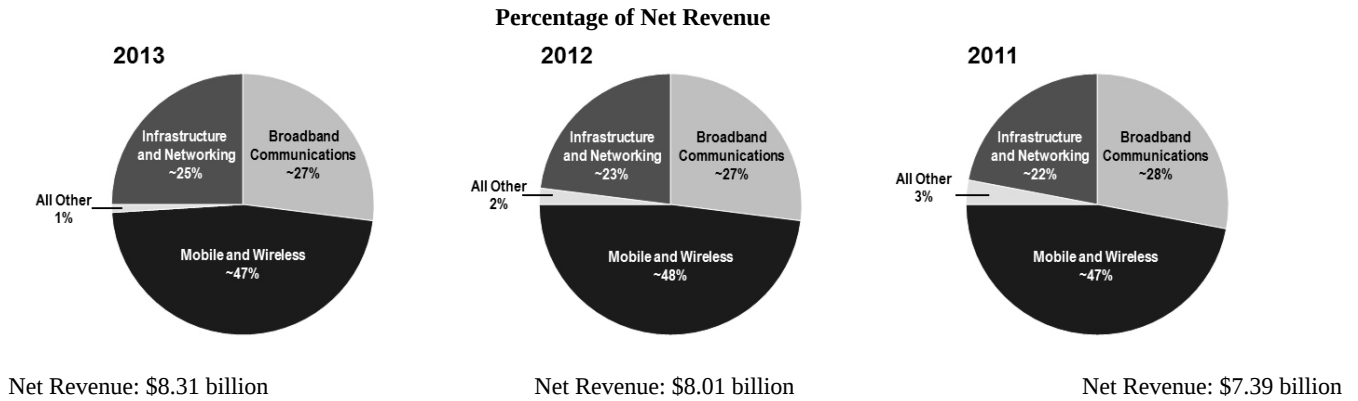 Percentage of Net Revenue
2013
Infrastructure
and Networking
~25%
Broadband
Communications
~27%
All Other
1%
Mobile and Wireless
~47%
Net Revenue: $8.31 billion
2012
Infrastructure
and Networking
~23%
Broadband
Communications
~27%
All Other
2%
Mobile and Wireless
~48%
Net Revenue: $8.01 billion
2011
Infrastructure
and Networking
~22%
Broadband
Communications
~28%
All Other
3%
Mobile and Wireless
~47%
Net Revenue: $7.39 billion